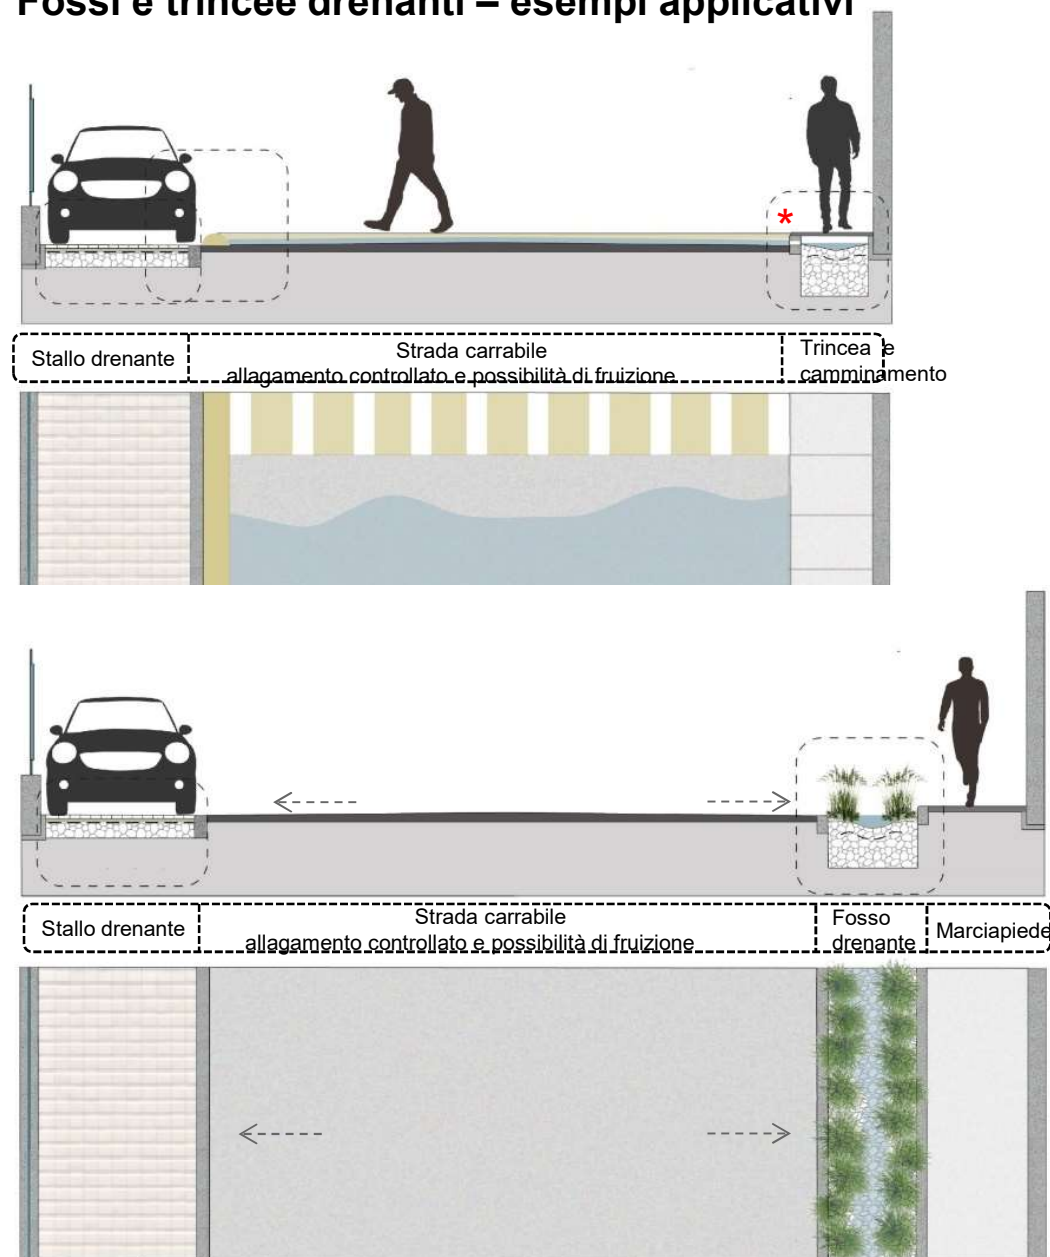 Fossi e trincee drenanti – esempi applicativi
*
Stallo drenante
Strada carrabile
allagamento controllato e possibilità di fruizione
Trincea e
camminamento
Stallo drenante
Strada carrabile
allagamento controllato e possibilità di fruizione
Fosso
drenante
Marciapiede